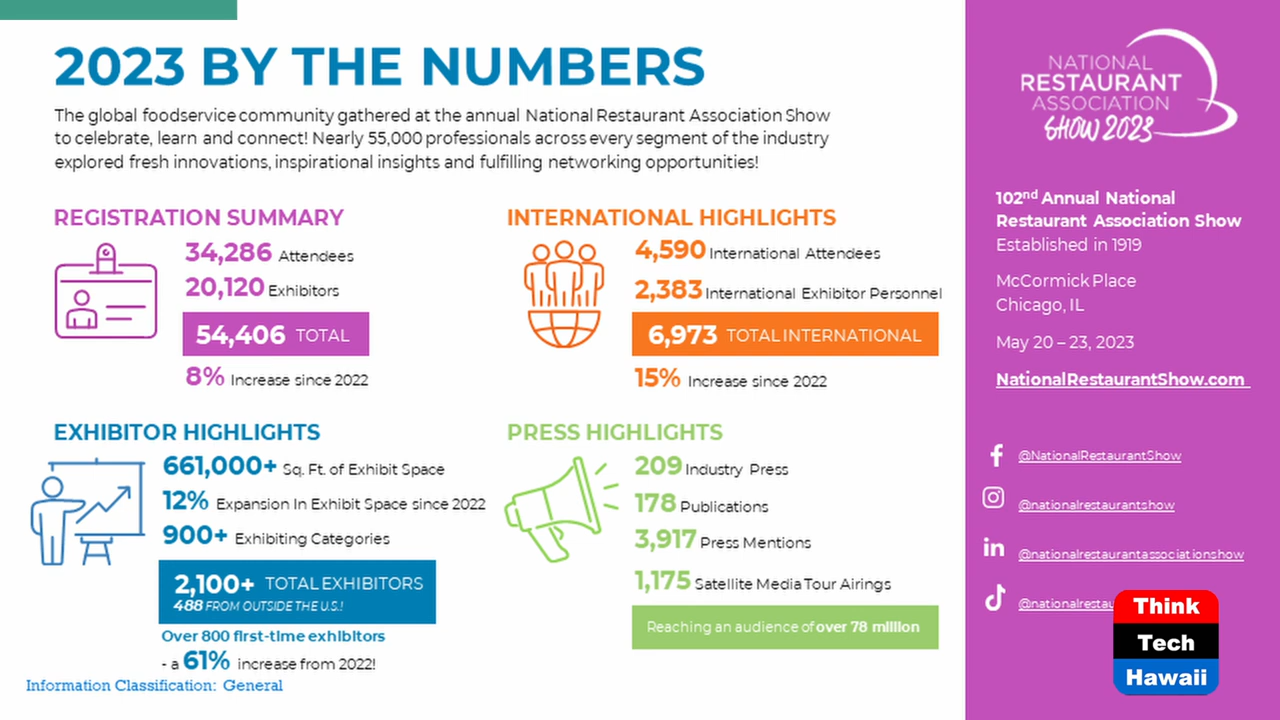 2023 BY THE NUMBERS
The global foodservice community gathered at the annual National Restaurant Association Show
to celebrate, learn and connect! Nearly 55,000 professionals across every segment of the industry
explored fresh innovations, inspirational insights and fulfilling networking opportunities!
REGISTRATION SUMMARY
34,286 Attendees
20,120 Exhibitors
54,406 TOTAL
8% Increase since 2022
INTERNATIONAL HIGHLIGHTS
4,590 International Attendees
2,383 International Exhibitor Personnel
6,973 TOTAL INTERNATIONAL
15% Increase since 2022
EXHIBITOR HIGHLIGHTS
661,000+ Sq. Ft. of Exhibit Space
12% Expansion In Exhibit Space since 2022
900+ Exhibiting Categories
2,100+ TOTAL EXHIBITORS
488 FROM OUTSIDE THE U.S.!
Over 800 first-time exhibitors
- a 61% increase from 2022!
PRESS HIGHLIGHTS
209 Industry Press
178 Publications
3,917 Press Mentions
1,175 Satellite Media Tour Airings
Reaching an audience of over 78 million
Information Classification: General
NATIONAL
RESTAURANT
ASSOCIATION
SHOW 2023
102nd Annual National
Restaurant Association Show
Established in 1919
McCormick Place
Chicago, IL
May 20 – 23, 2023
NationalRestaurantShow.com
@NationalRestaurantShow
@nationalrestaurantshow
@nationalrestaurantassociationshow
@nationalrestau
Think
Tech
Hawaii